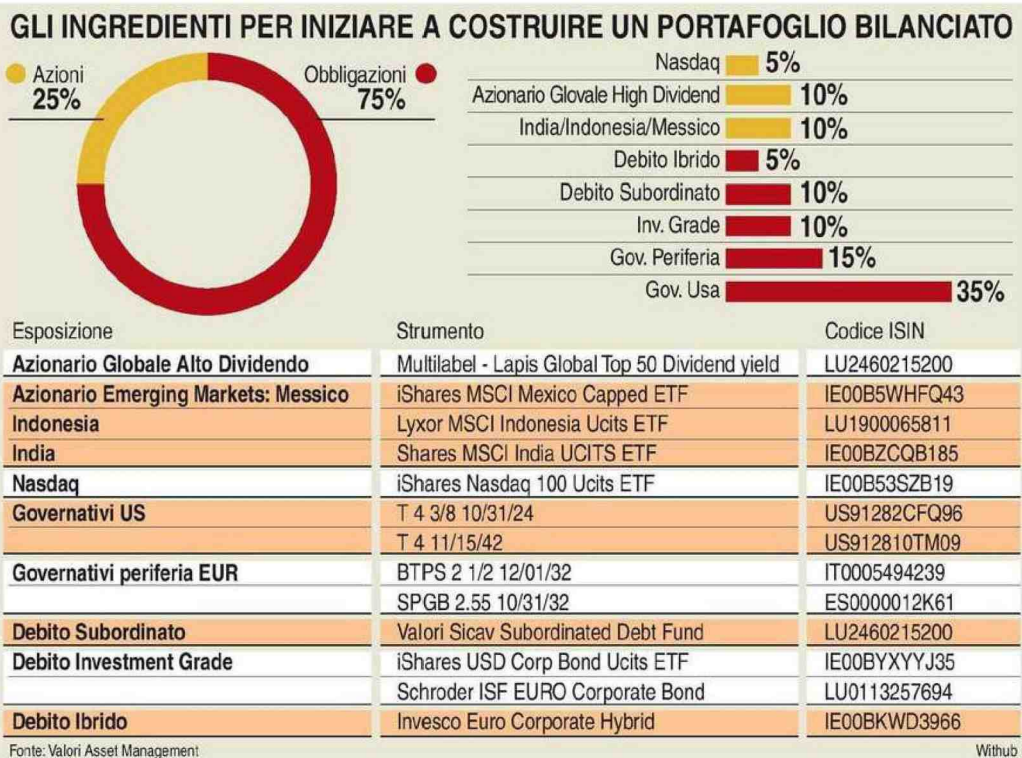 GLI INGREDIENTI PER INIZIARE A COSTRUIRE UN PORTAFOGLIO BILANCIATO
Azioni
25%
Obbligazioni
75%
Nasdaq 5%
Azionario Glovale High Dividend 10%
India/Indonesia/Messico 10%
Debito Ibrido 5%
Debito Subordinato 10%
Inv. Grade 10%
Gov. Periferia 15%
Gov. Usa 35%
Esposizione Strumento Codice ISIN
Azionario Globale Alto Dividendo Multilabel - Lapis Global Top 50 Dividend yield LU2460215200
Azionario Emerging Markets: Messico iShares MSCI Mexico Capped ETF IE00B5WHFQ43
Indonesia Lyxor MSCI Indonesia Ucits ETF LU1900065811
India Shares MSCI India UCITS ETF IE00BZCQB185
Nasdaq iShares Nasdaq 100 Ucits ETF IE00B53SZB19
Governativi US T 4 3/8 10/31/24 US91282CFQ96
T 4 11/15/42 US912810TM09
Governativi periferia EUR BTPS 2 1/2 12/01/32 IT0005494239
SPGB 2.55 10/31/32 ES0000012K61
Debito Subordinato Valori Sicav Subordinated Debt Fund LU2460215200
Debito Investment Grade iShares USD Corp Bond Ucits ETF IE00BYXYYJ35
Schroder ISF EURO Corporate Bond LU0113257694
Debito Ibrido Invesco Euro Corporate Hybrid IE00BKWD3966
Fonte: Valori Asset Management Withub